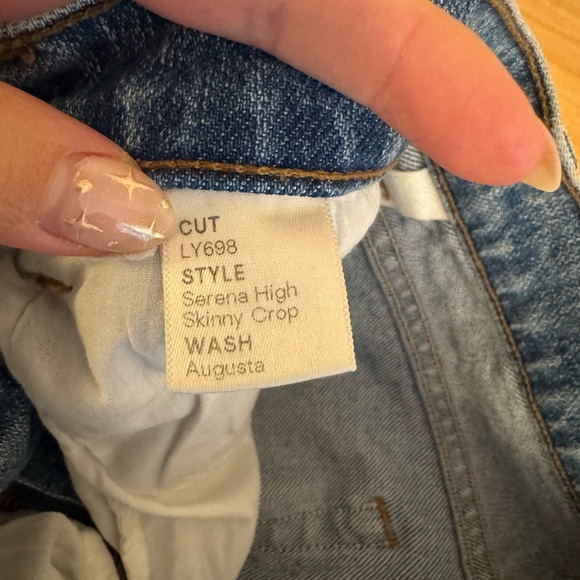 CUT
LY698
STYLE
Serena High
Skinny Crop
WASH
Augusta